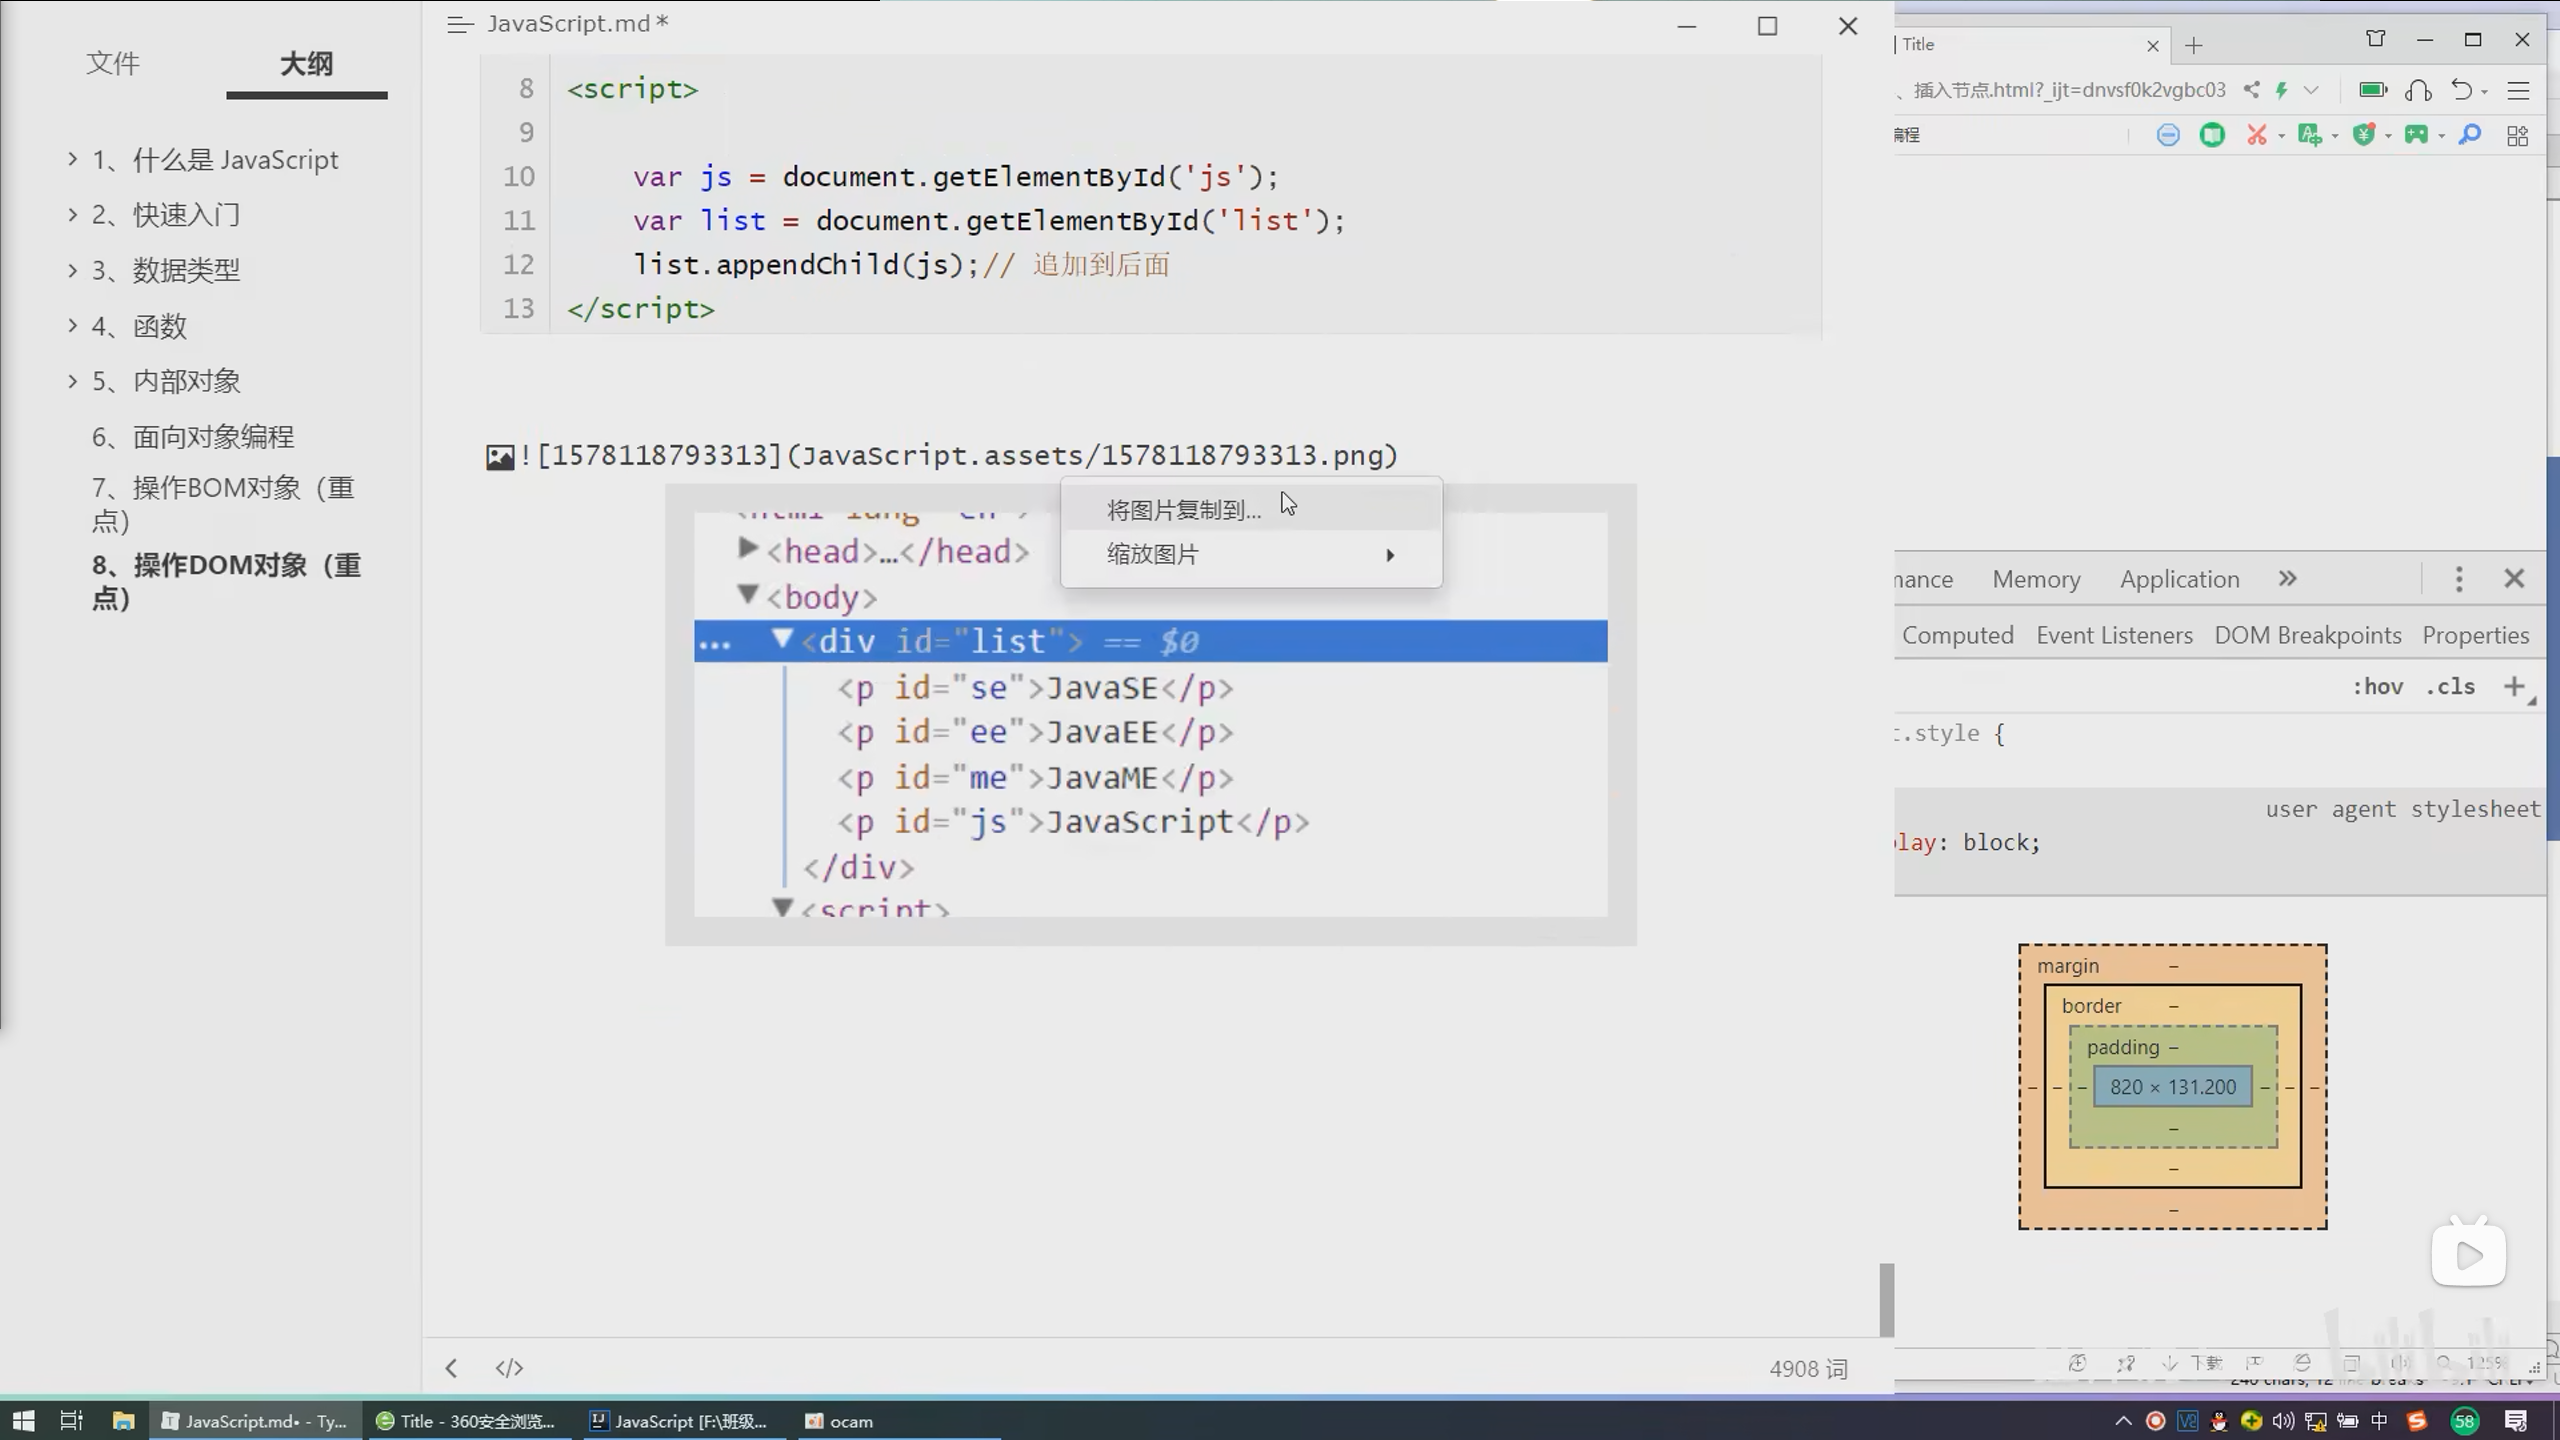 JavaScript.md *
文件
大纲
1、什么是 JavaScript
2、快速入门
3、数据类型
4、函数
5、内部对象
6、面向对象编程
7、操作BOM对象（重
点）
8、操作DOM对象（重
点）
8 <script>
9
10 var js = document.getElementById('js');
11 var list = document.getElementById('list');
12 list.appendChild(js);// 追加到后面
13 </script>
![1578118793313](JavaScript.assets/1578118793313.png)
将图片复制到...
缩放图片
<head>…</head>
<body>
… <div id="list"> == $0
<p id="se">JavaSE</p>
<p id="ee">JavaEE</p>
<p id="me">JavaME</p>
<p id="js">JavaScript</p>
</div>
<script>
</>
4908 词
Title
、插入节点.html?_ijt=dnvsf0k2vgbc03
编程
nance Memory Application »
Computed Event Listeners DOM Breakpoints Properties
:hov .cls +
t.style {
user agent stylesheet
play: block;
margin –
border –
padding –
820 × 131.200
下载 125%
JavaScript.md• - Ty...
Title - 360安全浏览...
JavaScript [F:\班级...
ocam
中
58